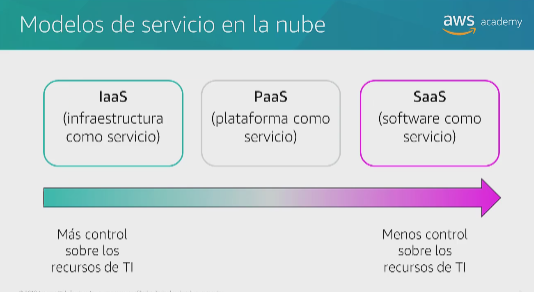 Modelos de servicio en la nube
aws academy
IaaS
(infraestructura
como servicio)
PaaS
(plataforma como
servicio)
SaaS
(software como
servicio)
Más control
sobre los
recursos de TI
Menos control
sobre los
recursos de TI